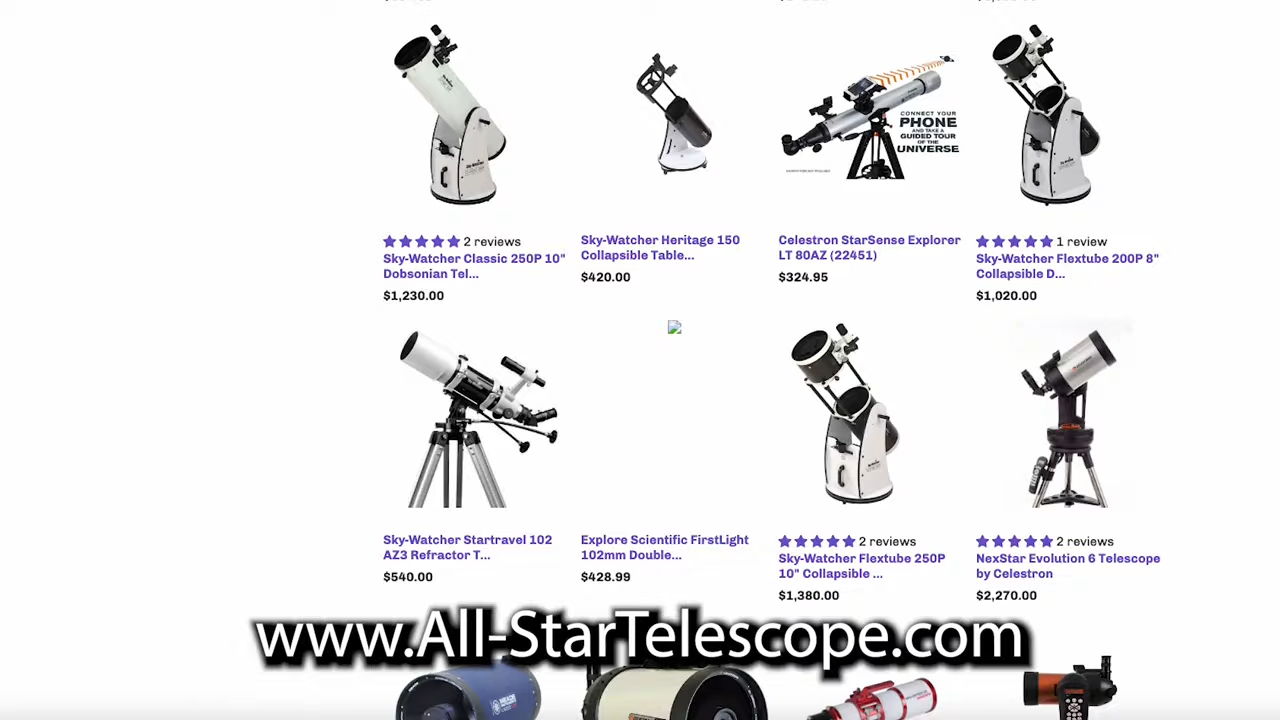 CONNECT YOUR
PHONE
AND TAKE A
GUIDED TOUR
OF THE
UNIVERSE
2 reviews
Sky-Watcher Classic 250P 10"
Dobsonian Tel...
$1,230.00
Sky-Watcher Heritage 150
Collapsible Table...
$420.00
Celestron StarSense Explorer
LT 80AZ (22451)
$324.95
1 review
Sky-Watcher Flextube 200P 8"
Collapsible D...
$1,020.00
Sky-Watcher Startravel 102
AZ3 Refractor T...
$540.00
Explore Scientific FirstLight
102mm Double...
$428.99
2 reviews
Sky-Watcher Flextube 250P
10" Collapsible ...
$1,380.00
2 reviews
NexStar Evolution 6 Telescope
by Celestron
$2,270.00
www.All-StarTelescope.com
MEADE